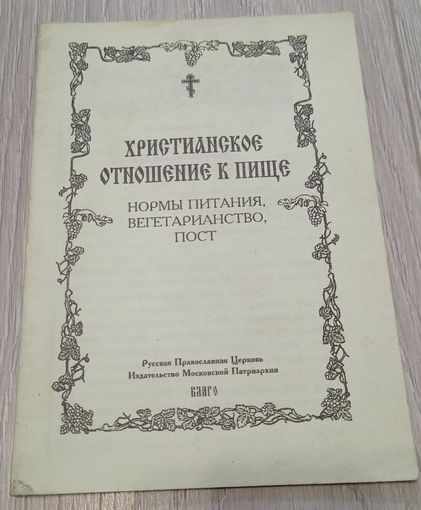 ХРИСТИАНСКОЕ
ОТНОШЕНИЕ К ПИЩЕ
НОРМЫ ПИТАНИЯ,
ВЕГЕТАРИАНСТВО,
ПОСТ
Русская Православная Церковь
Издательство Московской Патриархии
БЛАГО